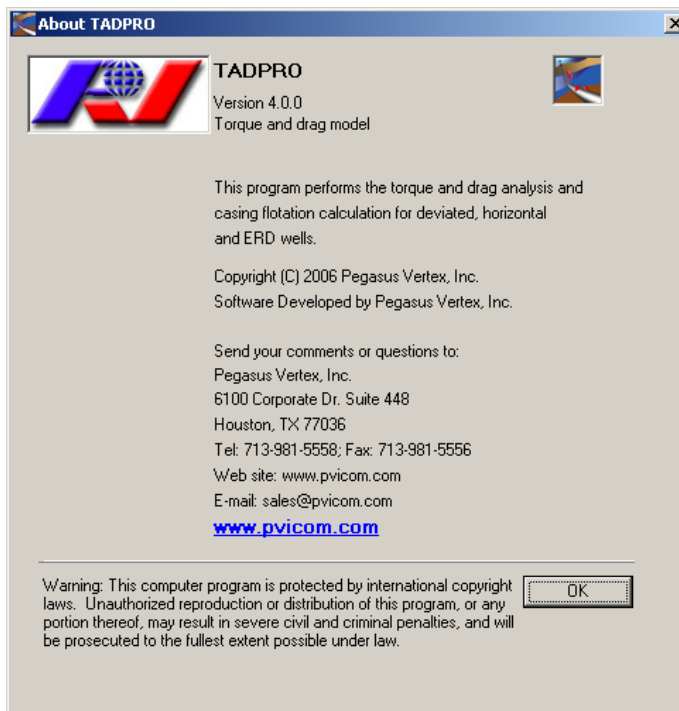 About TADPRO
TADPRO
Version 4.0.0
Torque and drag model
This program performs the torque and drag analysis and
casing flotation calculation for deviated, horizontal
and ERD wells.
Copyright (C) 2006 Pegasus Vertex, Inc.
Software Developed by Pegasus Vertex, Inc.
Send your comments or questions to:
Pegasus Vertex, Inc.
6100 Corporate Dr. Suite 448
Houston, TX 77036
Tel: 713-981-5558; Fax: 713-981-5556
Web site: www.pvicom.com
E-mail: sales@pvicom.com
www.pvicom.com
Warning: This computer program is protected by international copyright
laws. Unauthorized reproduction or distribution of this program, or any
portion thereof, may result in severe civil and criminal penalties, and will
be prosecuted to the fullest extent possible under law.
OK